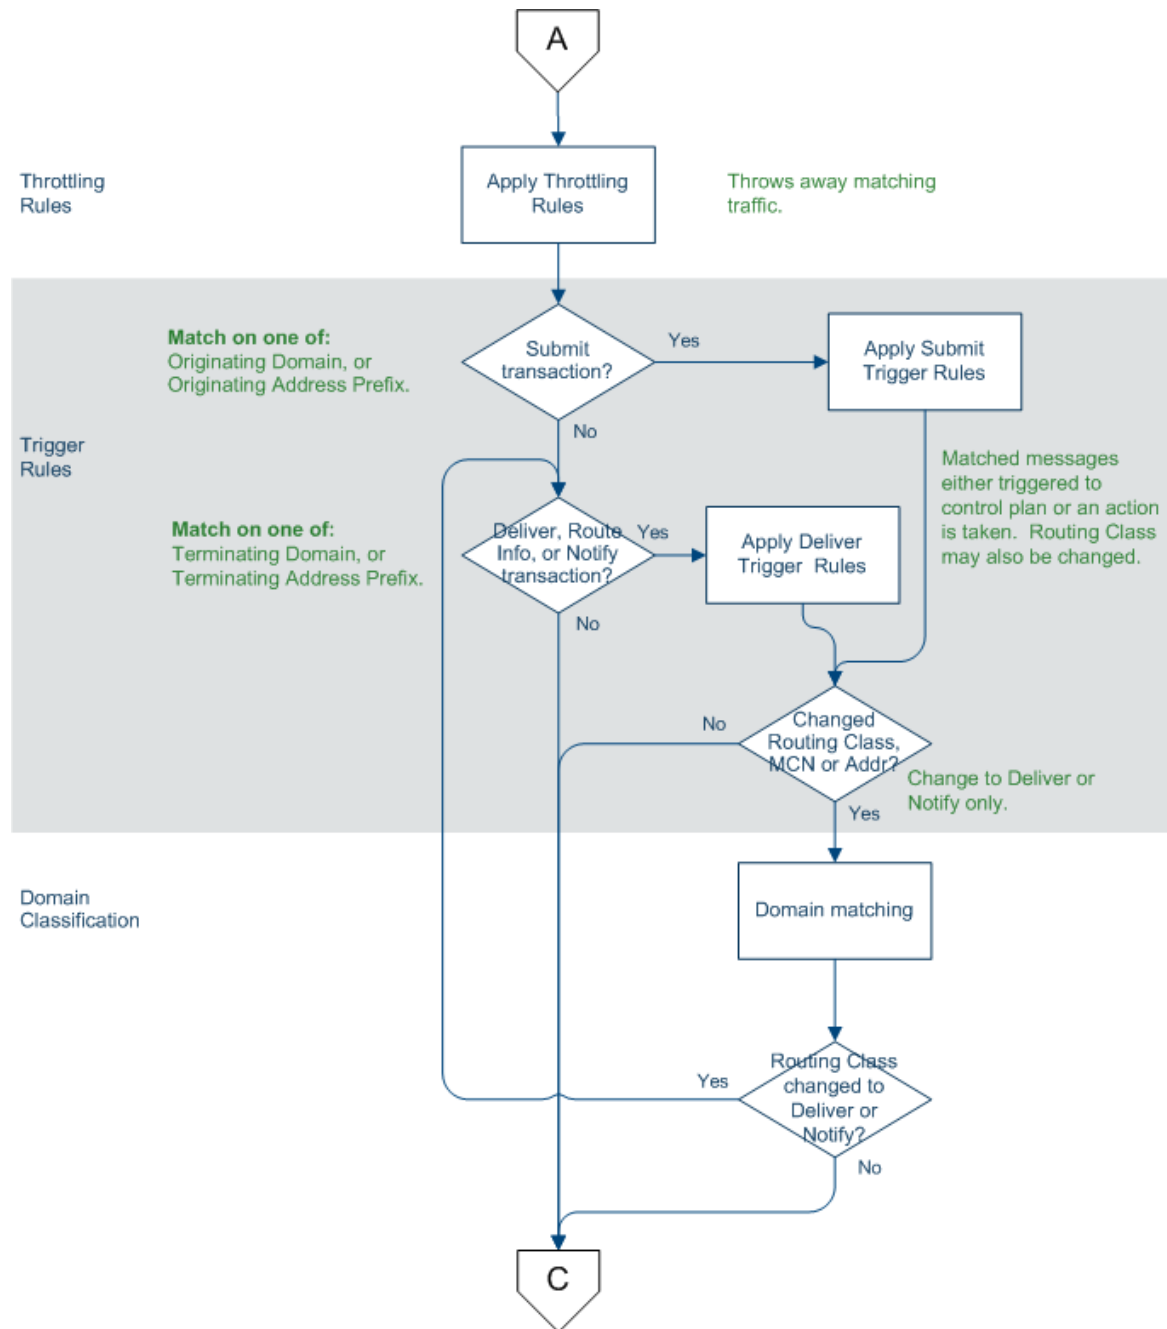 A
Throttling
Rules
Apply Throttling
Rules
Throws away matching
traffic.
Match on one of:
Originating Domain, or
Originating Address Prefix.
Submit
transaction?
Yes
Apply Submit
Trigger Rules
No
Trigger
Rules
Matched messages
either triggered to
control plan or an action
is taken.  Routing Class
may also be changed.
Match on one of:
Terminating Domain, or
Terminating Address Prefix.
Deliver, Route
Info, or Notify
transaction?
Yes
Apply Deliver
Trigger  Rules
No
No
Changed
Routing Class,
MCN or Addr?
Change to Deliver or
Notify only.
Yes
Domain
Classification
Domain matching
Yes
Routing Class
changed to
Deliver or
Notify?
No
C